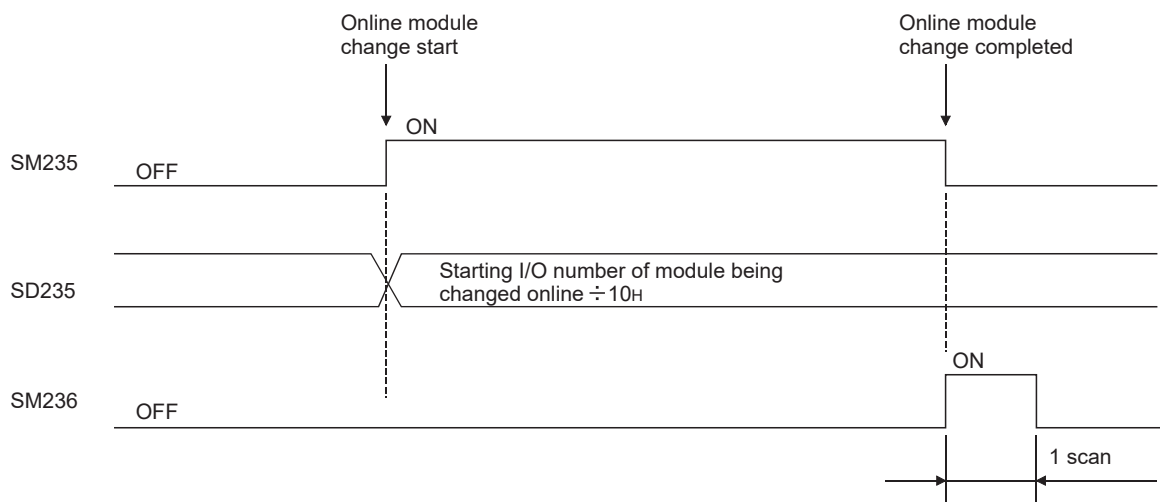 Online module
change start
Online module
change completed
ON
SM235
OFF
Starting I/O number of module being
changed online ÷10H
SD235
ON
SM236
OFF
1 scan